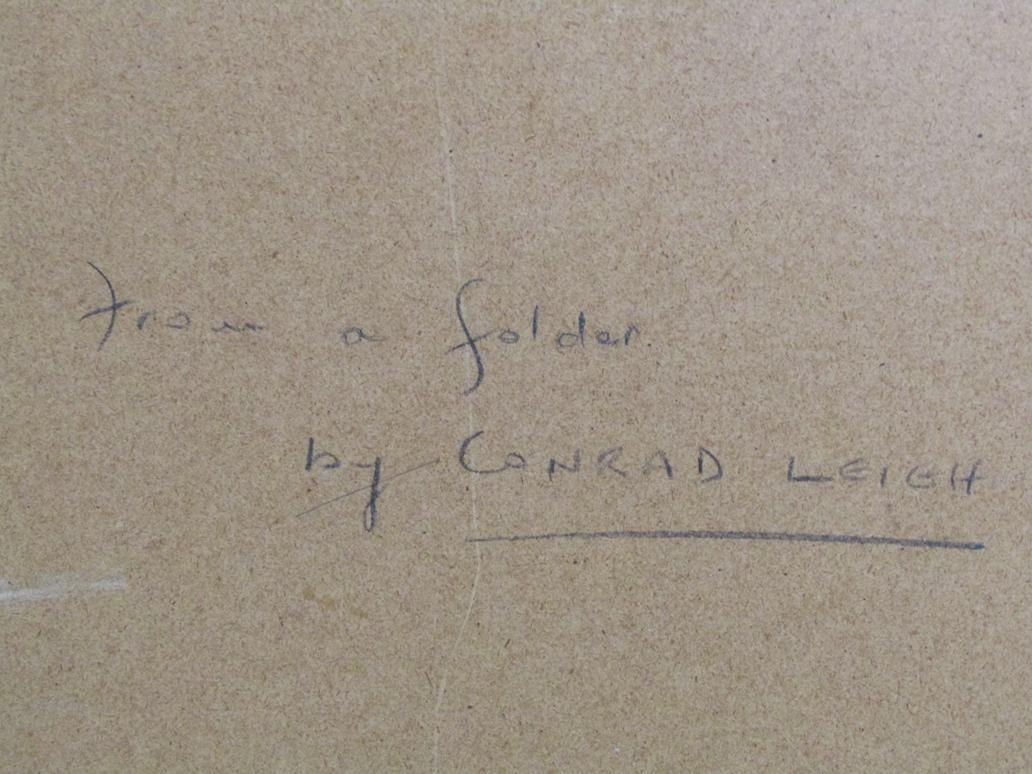 From a folder
by CONRAD LEIGH